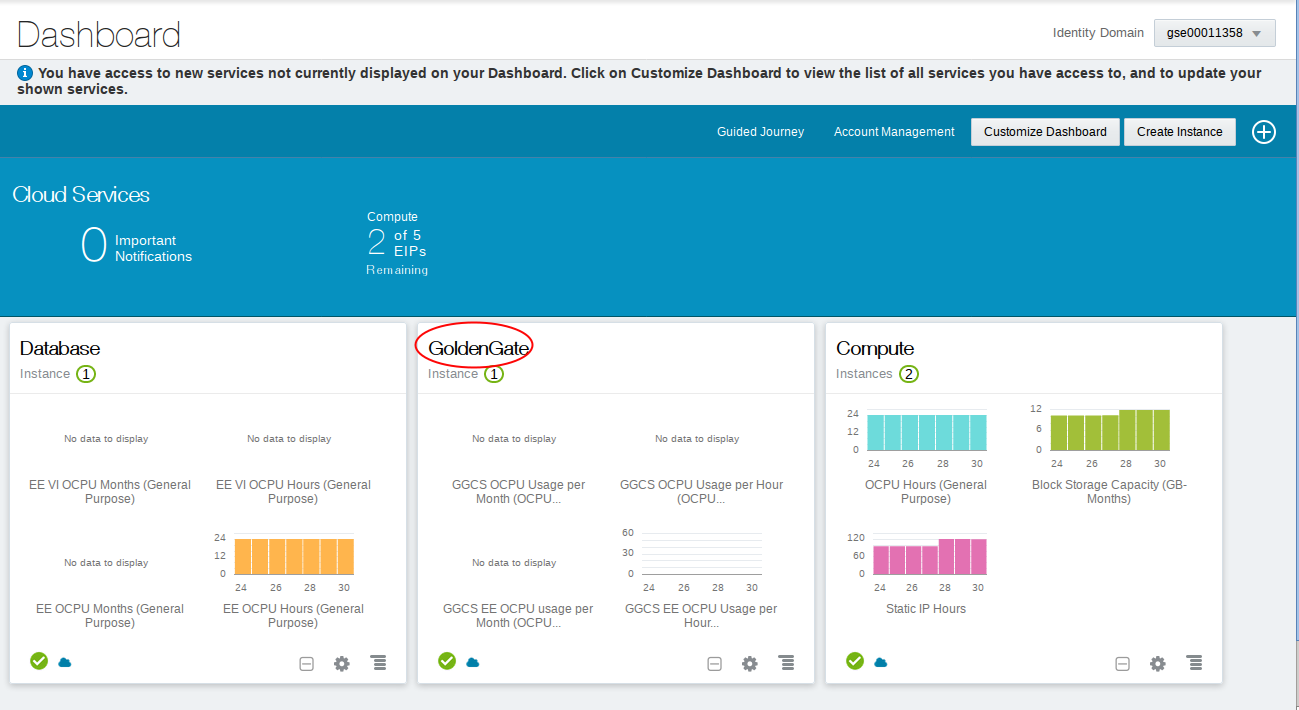 Dashboard
Identity Domain
gse00011358
You have access to new services not currently displayed on your Dashboard. Click on Customize Dashboard to view the list of all services you have access to, and to update your
shown services.
Guided Journey
Account Management
Customize Dashboard
Create Instance
Cloud Services
0
Important
Notifications
Compute
2
of 5
EIPs
Remaining
Database
Instance 1
No data to display
EE VI OCPU Months (General
Purpose)
No data to display
EE VI OCPU Hours (General
Purpose)
No data to display
EE OCPU Months (General
Purpose)
24
12
0
24 26 28 30
EE OCPU Hours (General
Purpose)
GoldenGate
Instance 1
No data to display
GGCS OCPU Usage per
Month (OCPU...
No data to display
GGCS OCPU Usage per Hour
(OCPU...
No data to display
GGCS EE OCPU usage per
Month (OCPU...
60
30
0
24 26 28 30
GGCS EE OCPU Usage per
Hour...
Compute
Instances 2
24
12
0
24 26 28 30
OCPU Hours (General
Purpose)
12
6
0
24 26 28 30
Block Storage Capacity (GB-
Months)
120
60
0
24 26 28 30
Static IP Hours